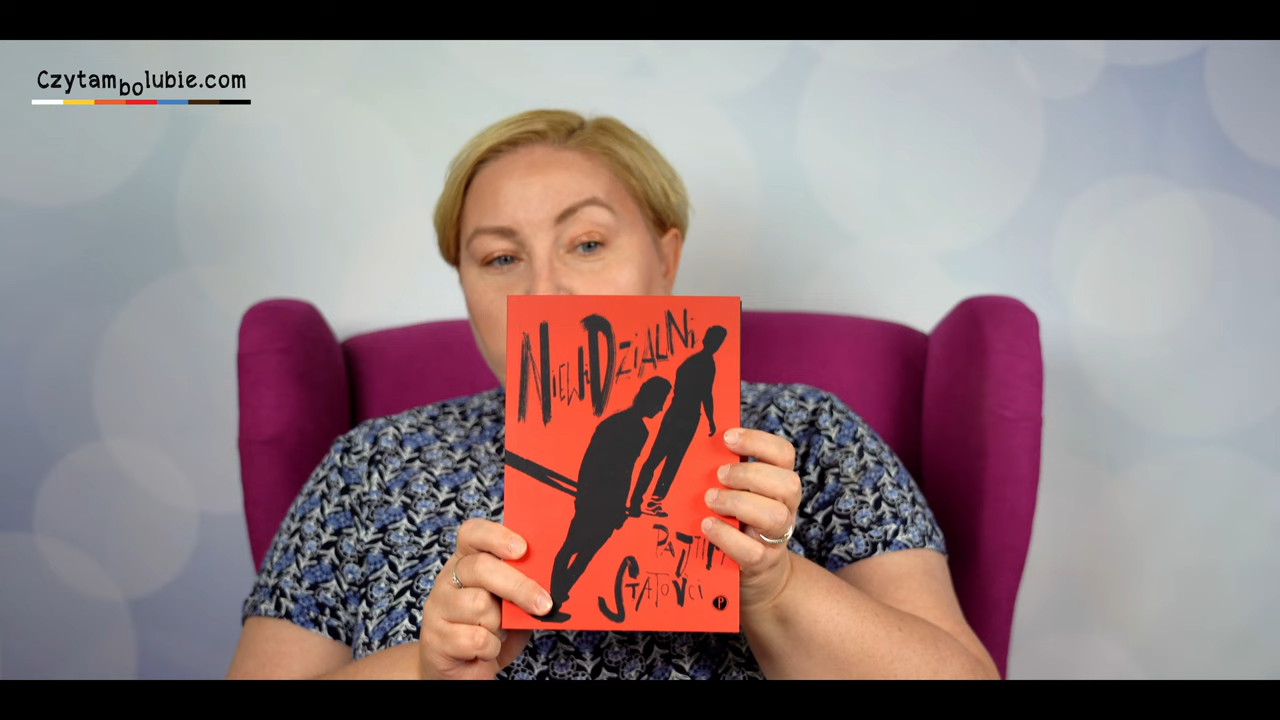 Czytambolubie.com
NiewiDziALNi
PAJTIM
STATOVCI
P